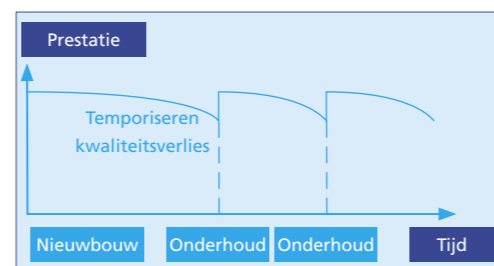 Prestatie
Temporiseren
kwaliteitsverlies
Nieuwbouw
Onderhoud
Onderhoud
Tijd